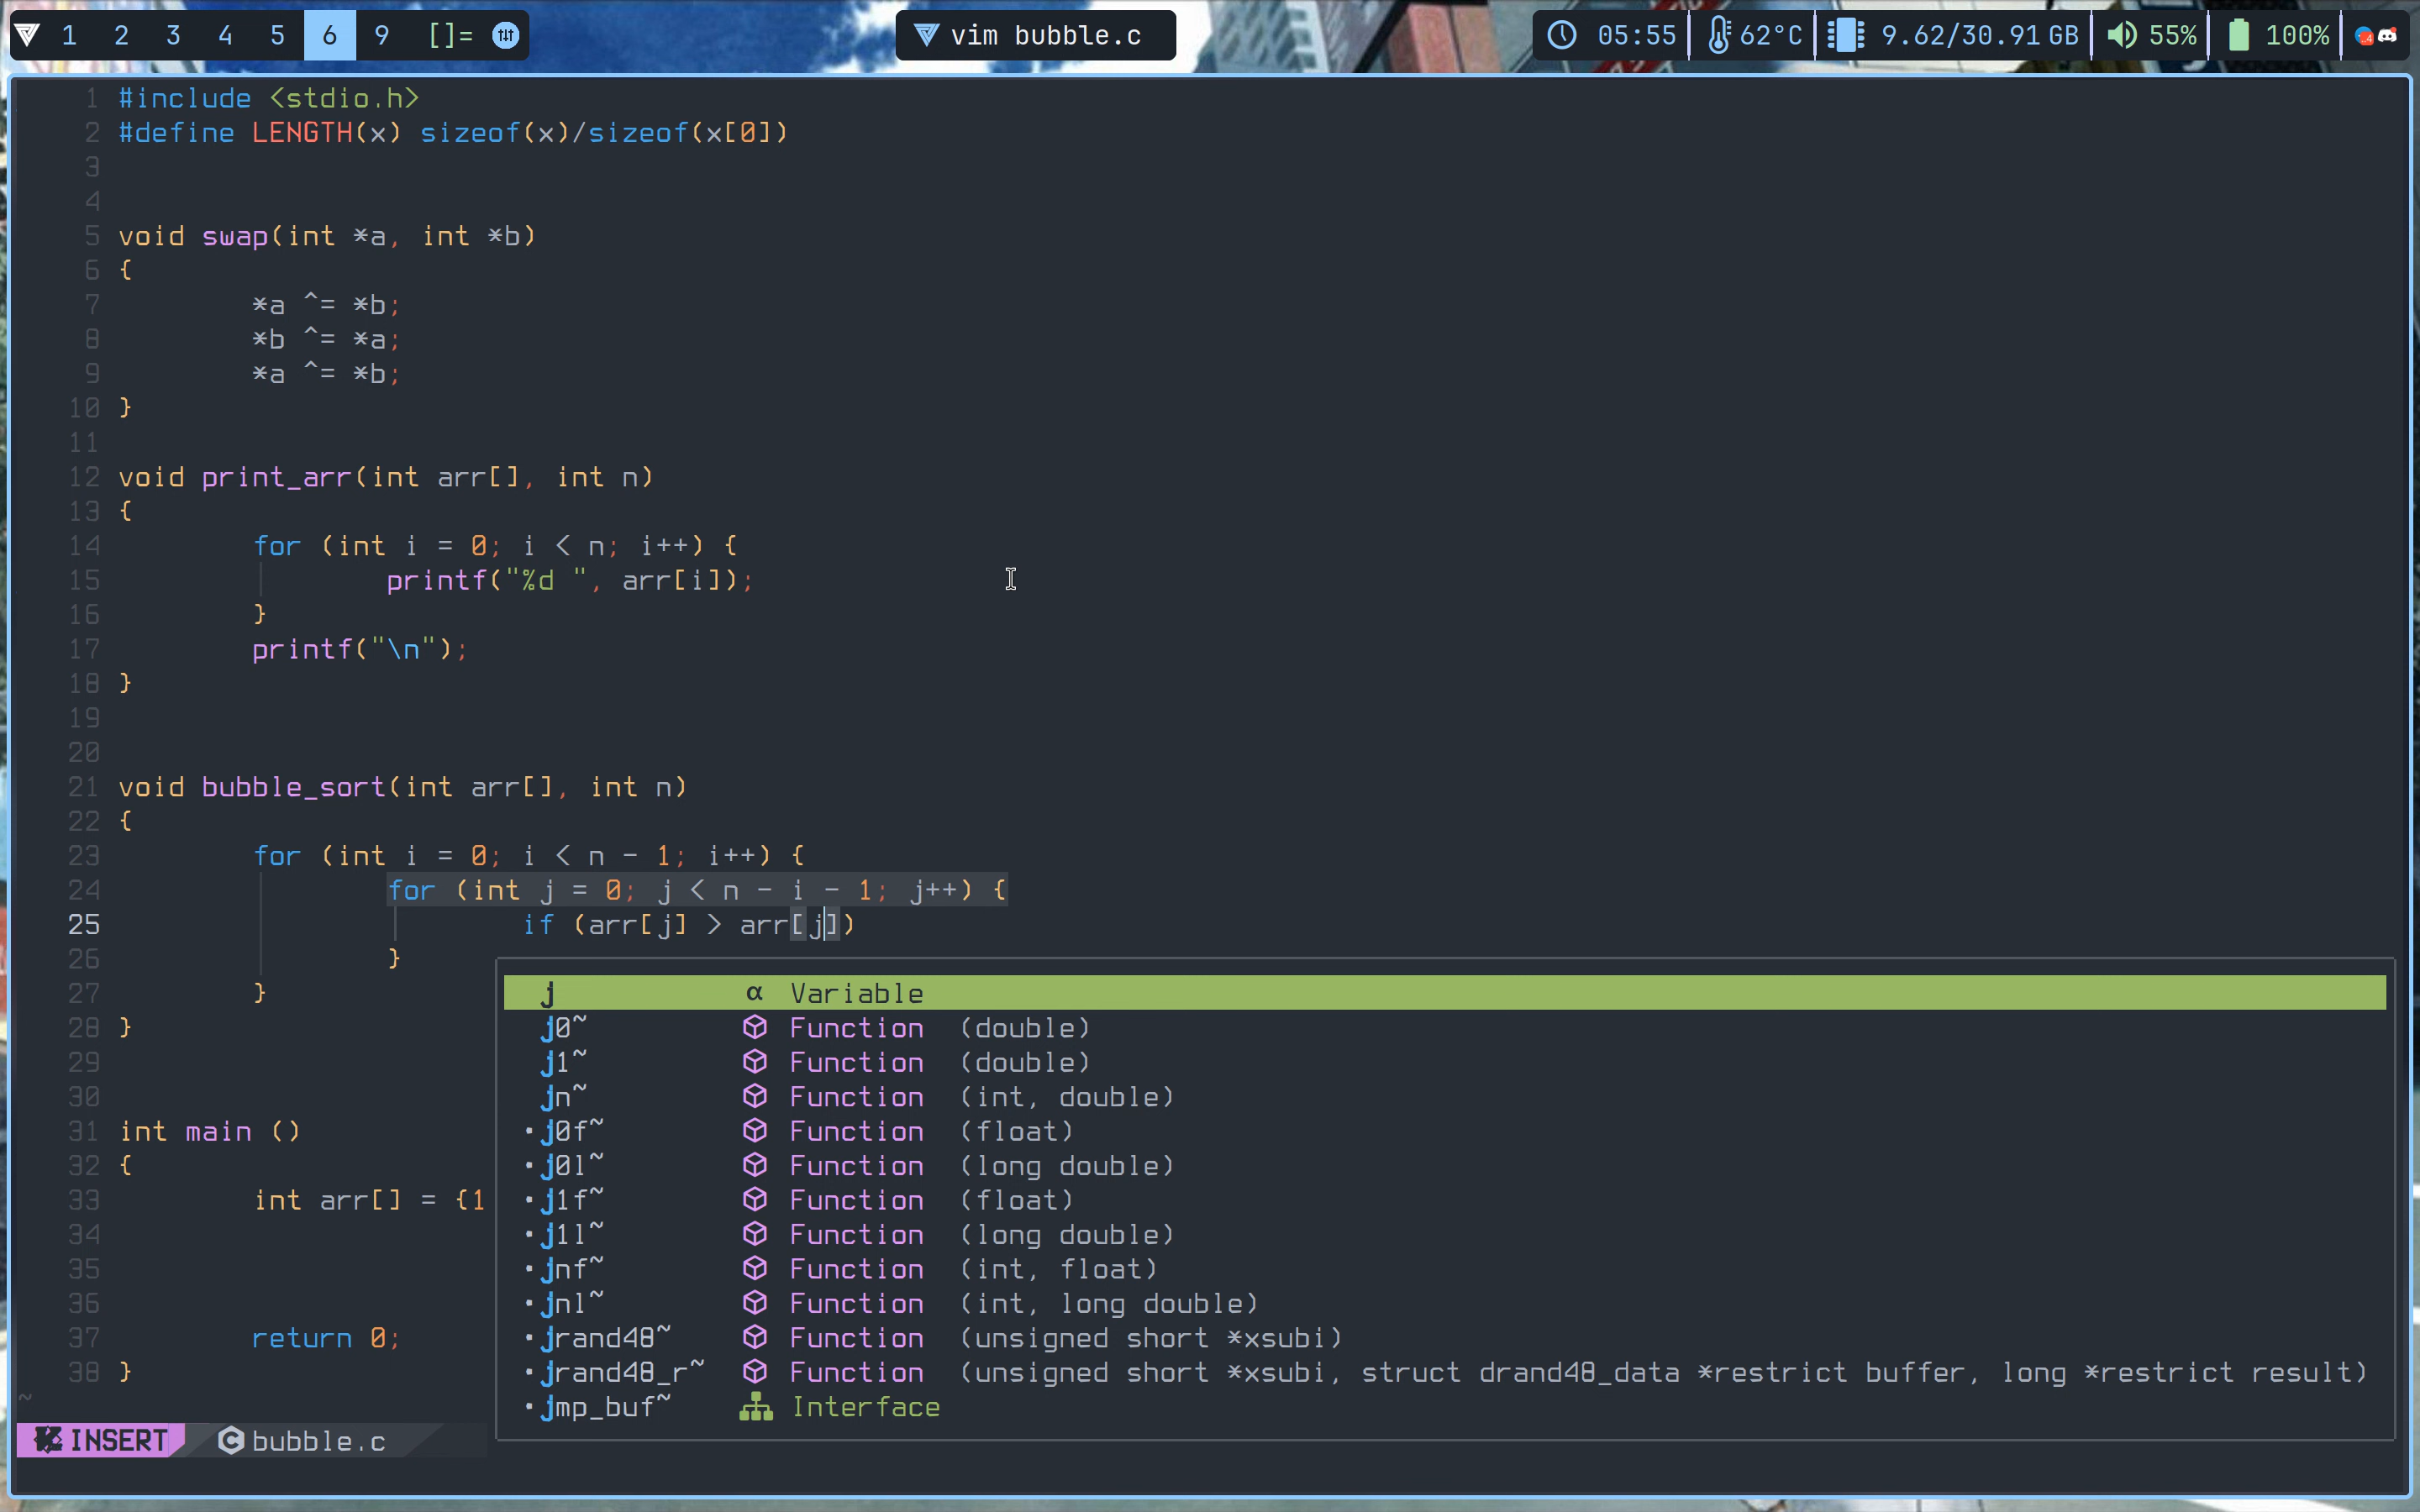 1 2 3 4 5 6 9 []=
vim bubble.c
05:55 62°C 9.62/30.91 GB 55% 100%
1 #include <stdio.h>
2 #define LENGTH(x) sizeof(x)/sizeof(x[0])
3
4
5 void swap(int *a, int *b)
6 {
7 *a ^= *b;
8 *b ^= *a;
9 *a ^= *b;
10 }
11
12 void print_arr(int arr[], int n)
13 {
14 for (int i = 0; i < n; i++) {
15 printf("%d ", arr[i]);
16 }
17 printf("\n");
18 }
19
20
21 void bubble_sort(int arr[], int n)
22 {
23 for (int i = 0; i < n - 1; i++) {
24 for (int j = 0; j < n - i - 1; j++) {
25 if (arr[j] > arr[j])
26 }
27 }
28 }
29
30
31 int main ()
32 {
33 int arr[] = {1
34
35
36
37 return 0;
38 }
~
j α Variable
j0~ Function (double)
j1~ Function (double)
jn~ Function (int, double)
•j0f~ Function (float)
•j0l~ Function (long double)
•j1f~ Function (float)
•j1l~ Function (long double)
•jnf~ Function (int, float)
•jnl~ Function (int, long double)
•jrand48~ Function (unsigned short *xsubi)
•jrand48_r~ Function (unsigned short *xsubi, struct drand48_data *restrict buffer, long *restrict result)
•jmp_buf~ Interface
INSERT bubble.c